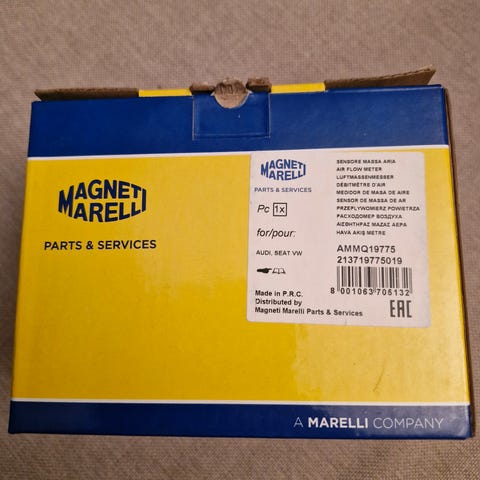 MAGNETI
MARELLI
PARTS & SERVICES
MAGNETI
MARELLI
PARTS & SERVICES
Pc 1x
for/pour:
AUDI, SEAT VW
Made in P.R.C.
Distributed by
Magneti Marelli Parts & Services
SENSORE MASSA ARIA
AIR FLOW METER
LUFTMASSENMESSER
DÉBITMÈTRE D'AIR
MEDIDOR DE MASA DE AIRE
SENSOR DE MASSA DE AR
PRZEPŁYWOMIERZ POWIETRZA
РАСХОДОМЕР ВОЗДУХА
ΑΙΣΘΗΤΗΡΑΣ ΜΑΖΑΣ ΑΕΡΑ
HAVA AKIŞ METRE
AMMQ19775
213719775019
8 001063 705132
EAC
A MARELLI COMPANY